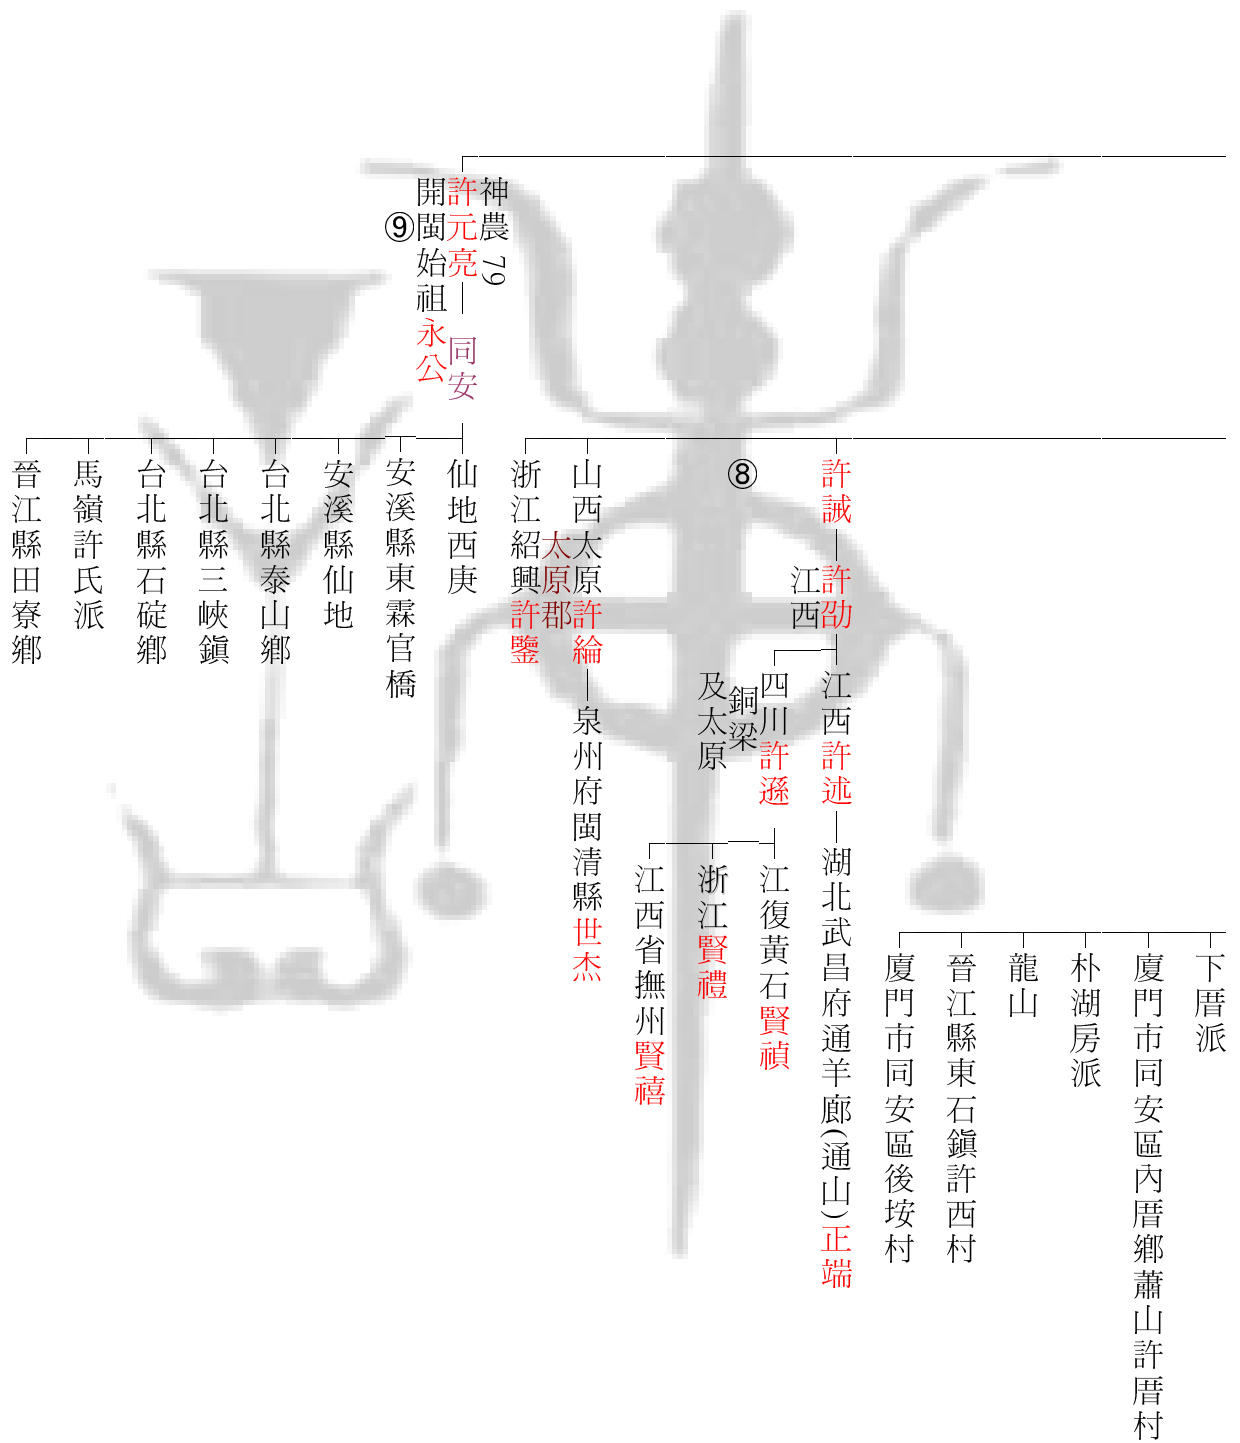 下厝派
廈門市同安區內厝鄉蕭山許厝村
朴湖房派
龍山
晉江縣東石鎮許西村
廈門市同安區後垵村
許誡
許劭
江西
江西許述
湖北武昌府通羊廊(通山)正端
四川許遜
銅梁
及太原
江復黃石賢禎
浙江賢禮
江西省撫州賢禧
⑧
山西太原許綸
太原郡
泉州府閩清縣世杰
浙江紹興許鑒
神農 79
許元亮
同安
開閩始祖永公
⑨
仙地西庚
安溪縣東霖官橋
安溪縣仙地
台北縣泰山鄉
台北縣三峽鎮
台北縣石碇鄉
馬嶺許氏派
晉江縣田寮鄉